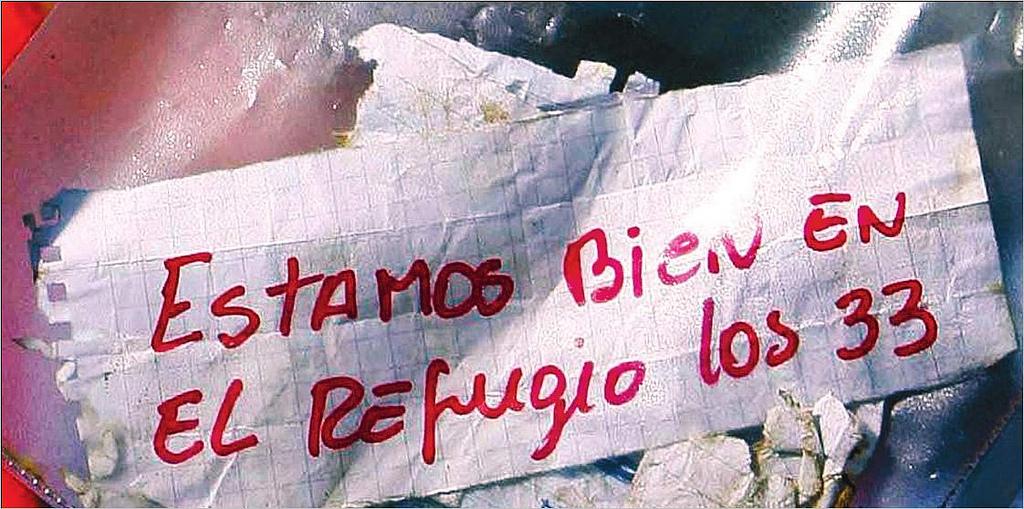 ESTAMOS BiEN EN
EL REfugio los 33